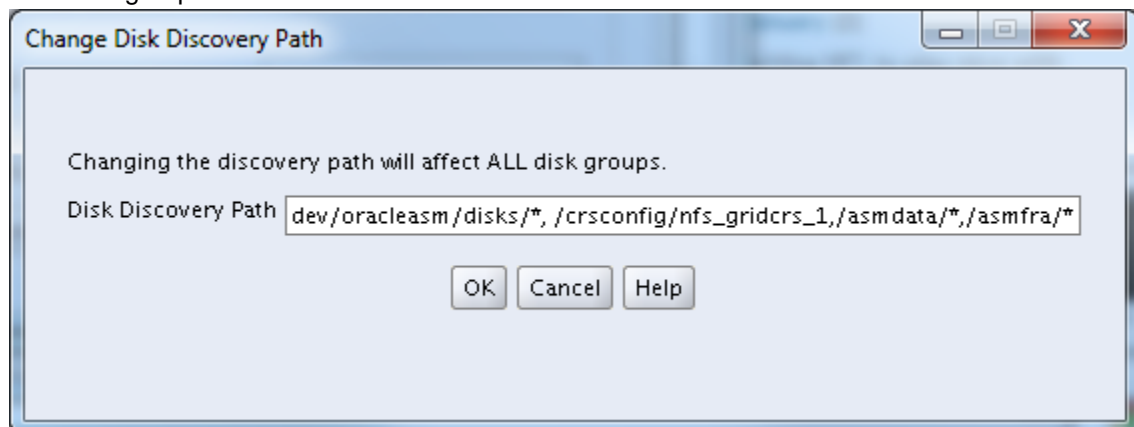 Change Disk Discovery Path
Changing the discovery path will affect ALL disk groups.
Disk Discovery Path dev/oracleasm/disks/*, /crsconfig/nfs_gridcrs_1,/asmdata/*,/asmfra/*
OK Cancel Help